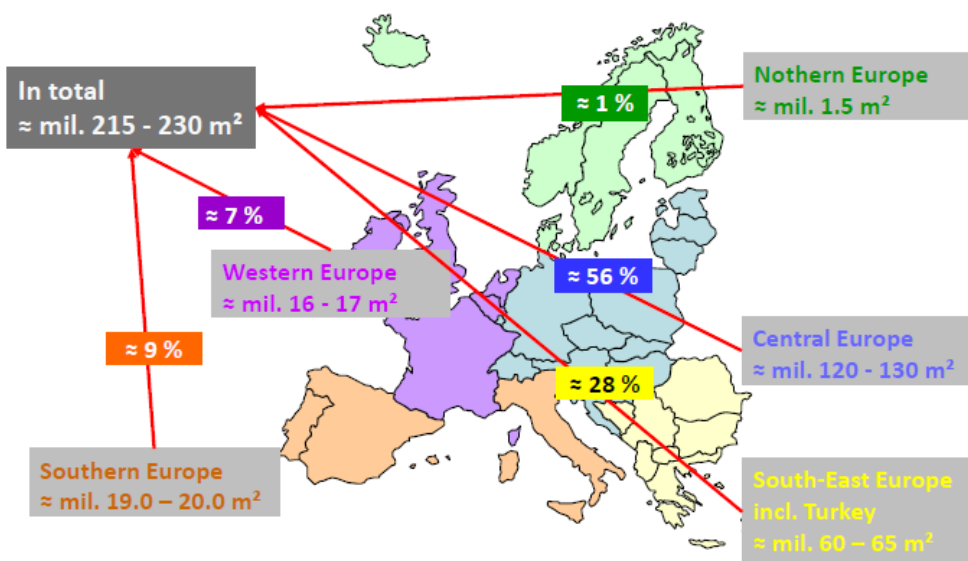 In total
≈ mil. 215 - 230 m²
Nothern Europe
≈ mil. 1.5 m²
≈ 1 %
≈ 7 %
Western Europe
≈ mil. 16 - 17 m²
≈ 56 %
≈ 9 %
≈ 28 %
Central Europe
≈ mil. 120 - 130 m²
Southern Europe
≈ mil. 19.0 – 20.0 m²
South-East Europe
incl. Turkey
≈ mil. 60 – 65 m²